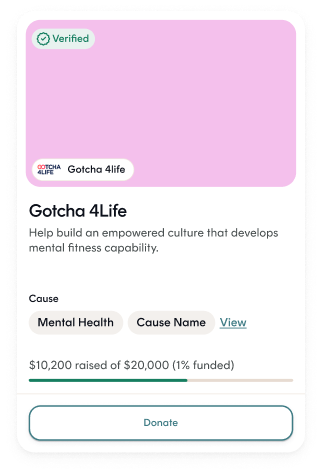 Verified
GOTCHA
4LIFE
Gotcha 4life
Gotcha 4Life
Help build an empowered culture that develops
mental fitness capability.
Cause
Mental Health
Cause Name
View
$10,200 raised of $20,000 (1% funded)
Donate